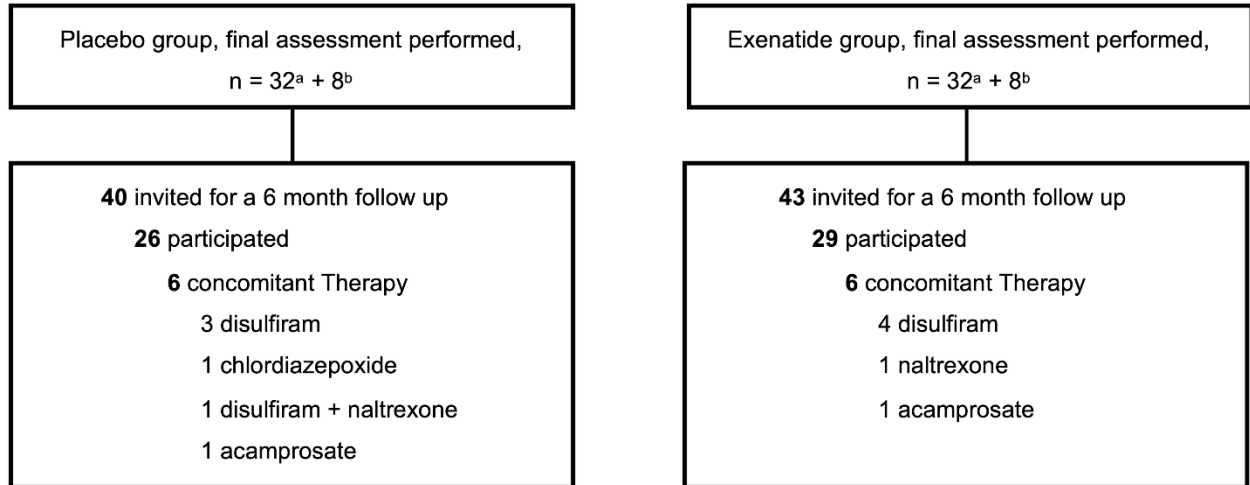 Placebo group, final assessment performed,
n = 32ᵃ + 8ᵇ
40 invited for a 6 month follow up
26 participated
6 concomitant Therapy
3 disulfiram
1 chlordiazepoxide
1 disulfiram + naltrexone
1 acamprosate
Exenatide group, final assessment performed,
n = 32ᵃ + 8ᵇ
43 invited for a 6 month follow up
29 participated
6 concomitant Therapy
4 disulfiram
1 naltrexone
1 acamprosate